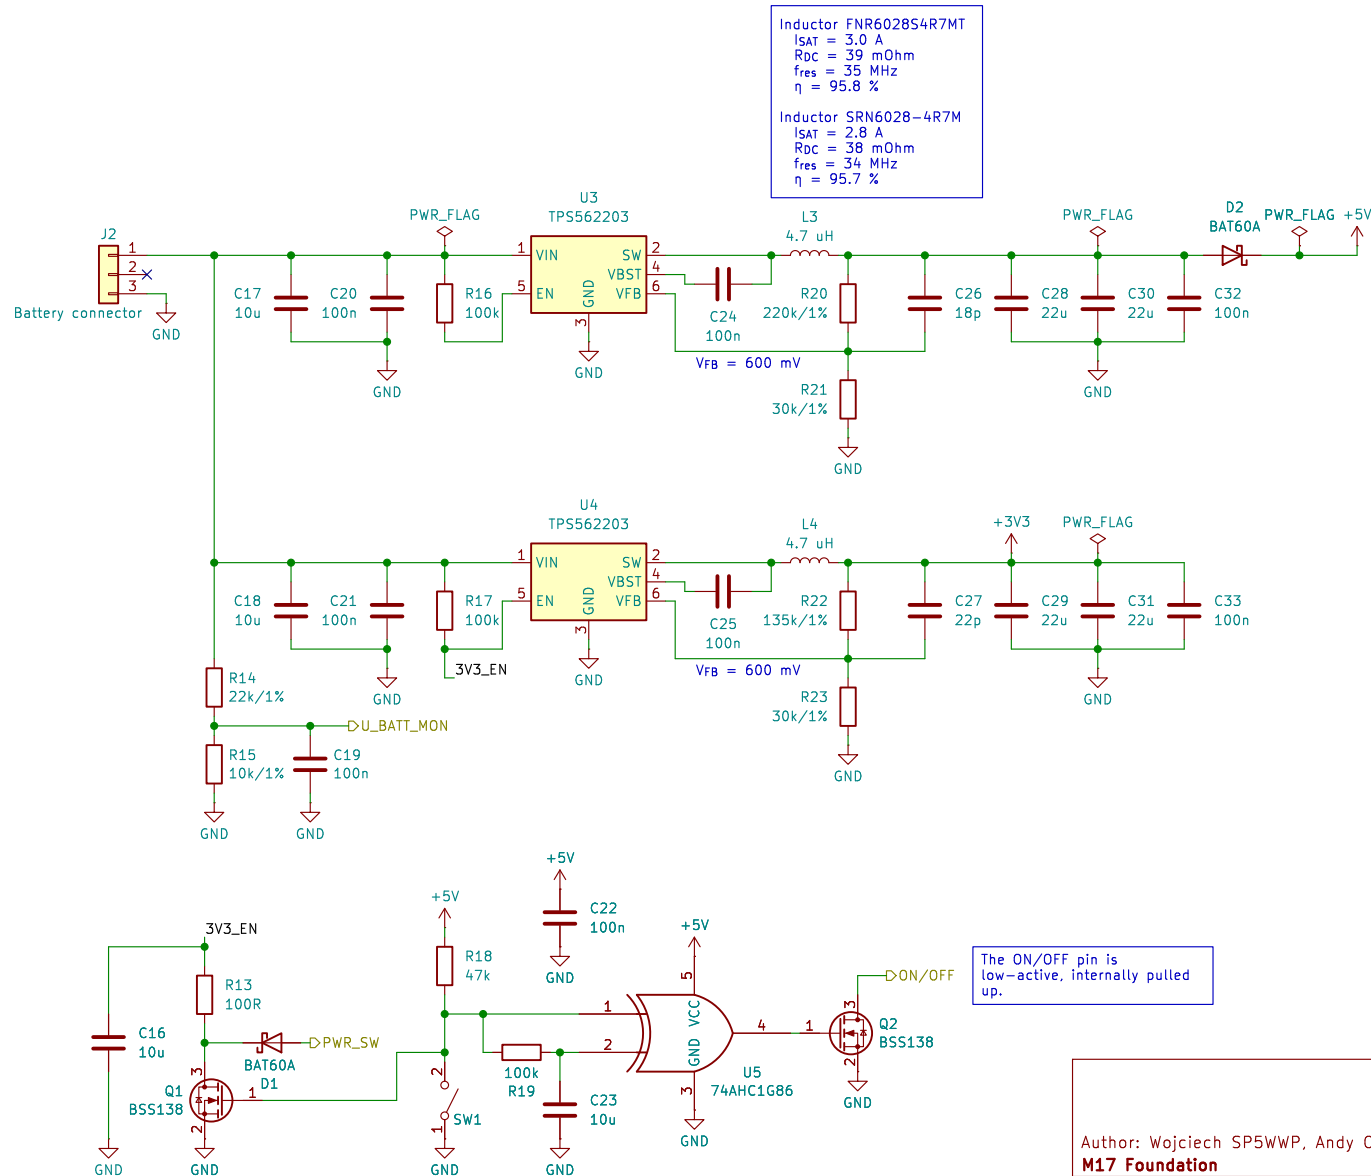 Inductor FNR6028S4R7MT
ISAT = 3.0 A
RDC = 39 mOhm
fres = 35 MHz
η = 95.8 %
Inductor SRN6028-4R7M
ISAT = 2.8 A
RDC = 38 mOhm
fres = 34 MHz
η = 95.7 %
J2
1
2
3
Battery connector
GND
C17
10u
C20
100n
GND
PWR_FLAG
R16
100k
U3
TPS562203
1
VIN
5
EN
GND
3
GND
SW
2
VBST
4
VFB
6
C24
100n
L3
4.7 uH
VFB = 600 mV
R20
220k/1%
R21
30k/1%
GND
C26
18p
C28
22u
PWR_FLAG
C30
22u
GND
C32
100n
D2
BAT60A
PWR_FLAG
+5V
C18
10u
C21
100n
GND
R17
100k
3V3_EN
U4
TPS562203
1
VIN
5
EN
GND
3
GND
SW
2
VBST
4
VFB
6
C25
100n
L4
4.7 uH
VFB = 600 mV
R22
135k/1%
R23
30k/1%
GND
C27
22p
+3V3
C29
22u
PWR_FLAG
C31
22u
GND
C33
100n
R14
22k/1%
U_BATT_MON
R15
10k/1%
GND
C19
100n
GND
3V3_EN
R13
100R
C16
10u
GND
PWR_SW
BAT60A
D1
Q1
BSS138
3
1
2
GND
+5V
R18
47k
2
SW1
1
GND
+5V
C22
100n
GND
100k
R19
C23
10u
GND
+5V
5
1
2
GND VCC
4
3
U5
74AHC1G86
GND
ON/OFF
3
1
2
Q2
BSS138
GND
The ON/OFF pin is
low-active, internally pulled
up.
Author: Wojciech SP5WWP, Andy
M17 Foundation